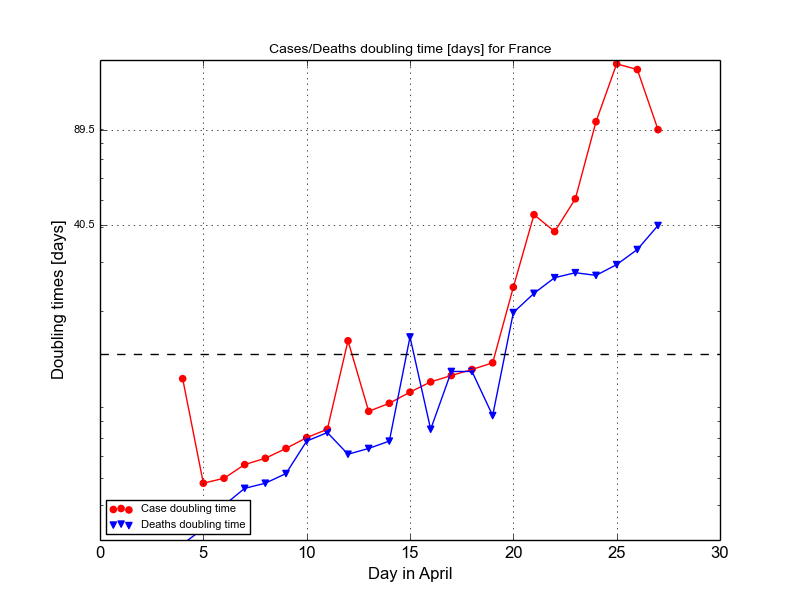 Cases/Deaths doubling time [days] for France
89.5
40.5
Doubling times [days]
Case doubling time
Deaths doubling time
0 5 10 15 20 25 30
Day in April